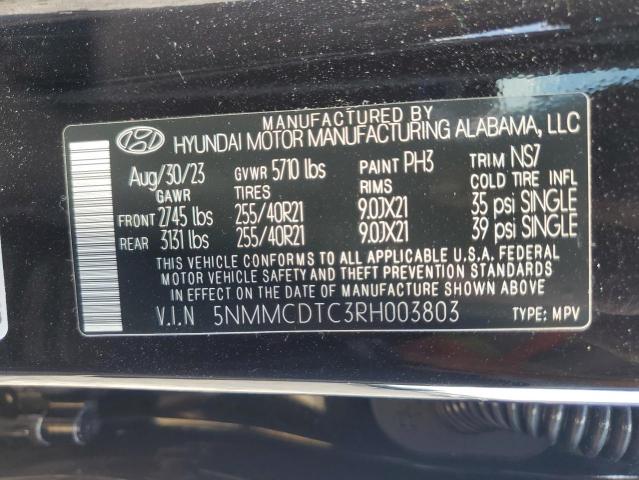 MANUFACTURED BY
HYUNDAI MOTOR MANUFACTURING ALABAMA, LLC
Aug/30/23 GVWR 5710 lbs PAINT PH3 TRIM NS7
GAWR TIRES RIMS COLD TIRE INFL
FRONT 2745 lbs 255/40R21 9.0JX21 35 psi SINGLE
REAR 3131 lbs 255/40R21 9.0JX21 39 psi SINGLE
THIS VEHICLE CONFORMS TO ALL APPLICABLE U.S.A. FEDERAL
MOTOR VEHICLE SAFETY AND THEFT PREVENTION STANDARDS
IN EFFECT ON THE DATE OF MANUFACTURE SHOWN ABOVE
V.I.N 5NMMCDTC3RH003803 TYPE: MPV